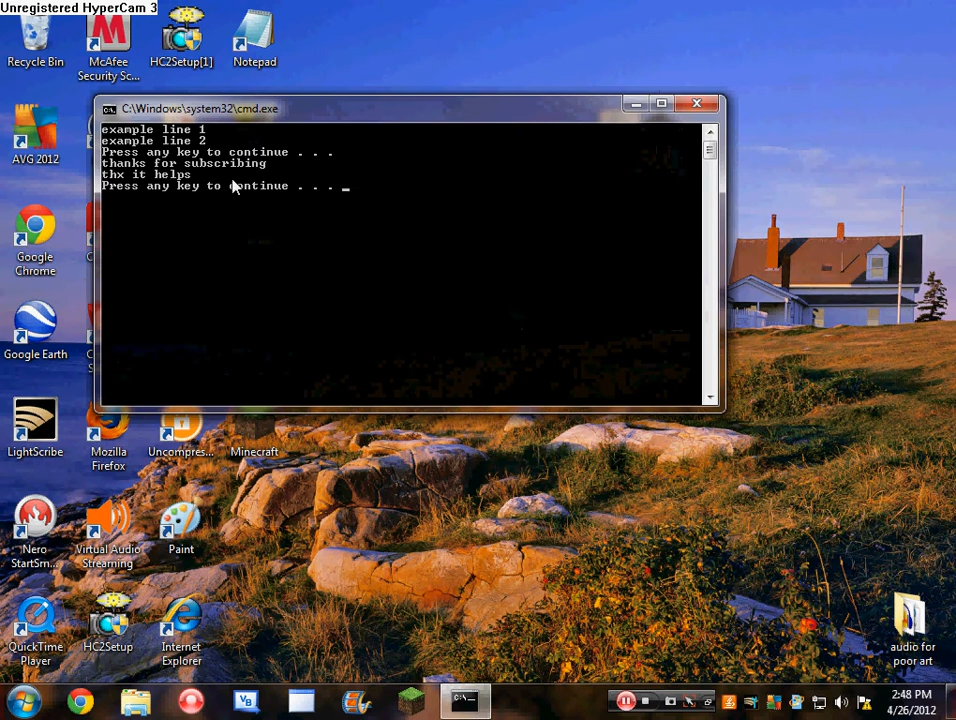 Unregistered HyperCam 3
Recycle Bin
McAfee
Security Sc...
HC2Setup[1]
Notepad
C:\Windows\system32\cmd.exe
example line 1
example line 2
Press any key to continue . . .
thanks for subscribing
thx it helps
Press any key to continue . . .
AVG 2012
Google
Chrome
Google Earth
LightScribe
Mozilla
Firefox
Uncompres...
Minecraft
Nero
StartSm...
Virtual Audio
Streaming
Paint
QuickTime
Player
HC2Setup
Internet
Explorer
audio for
poor art
2:48 PM
4/26/2012